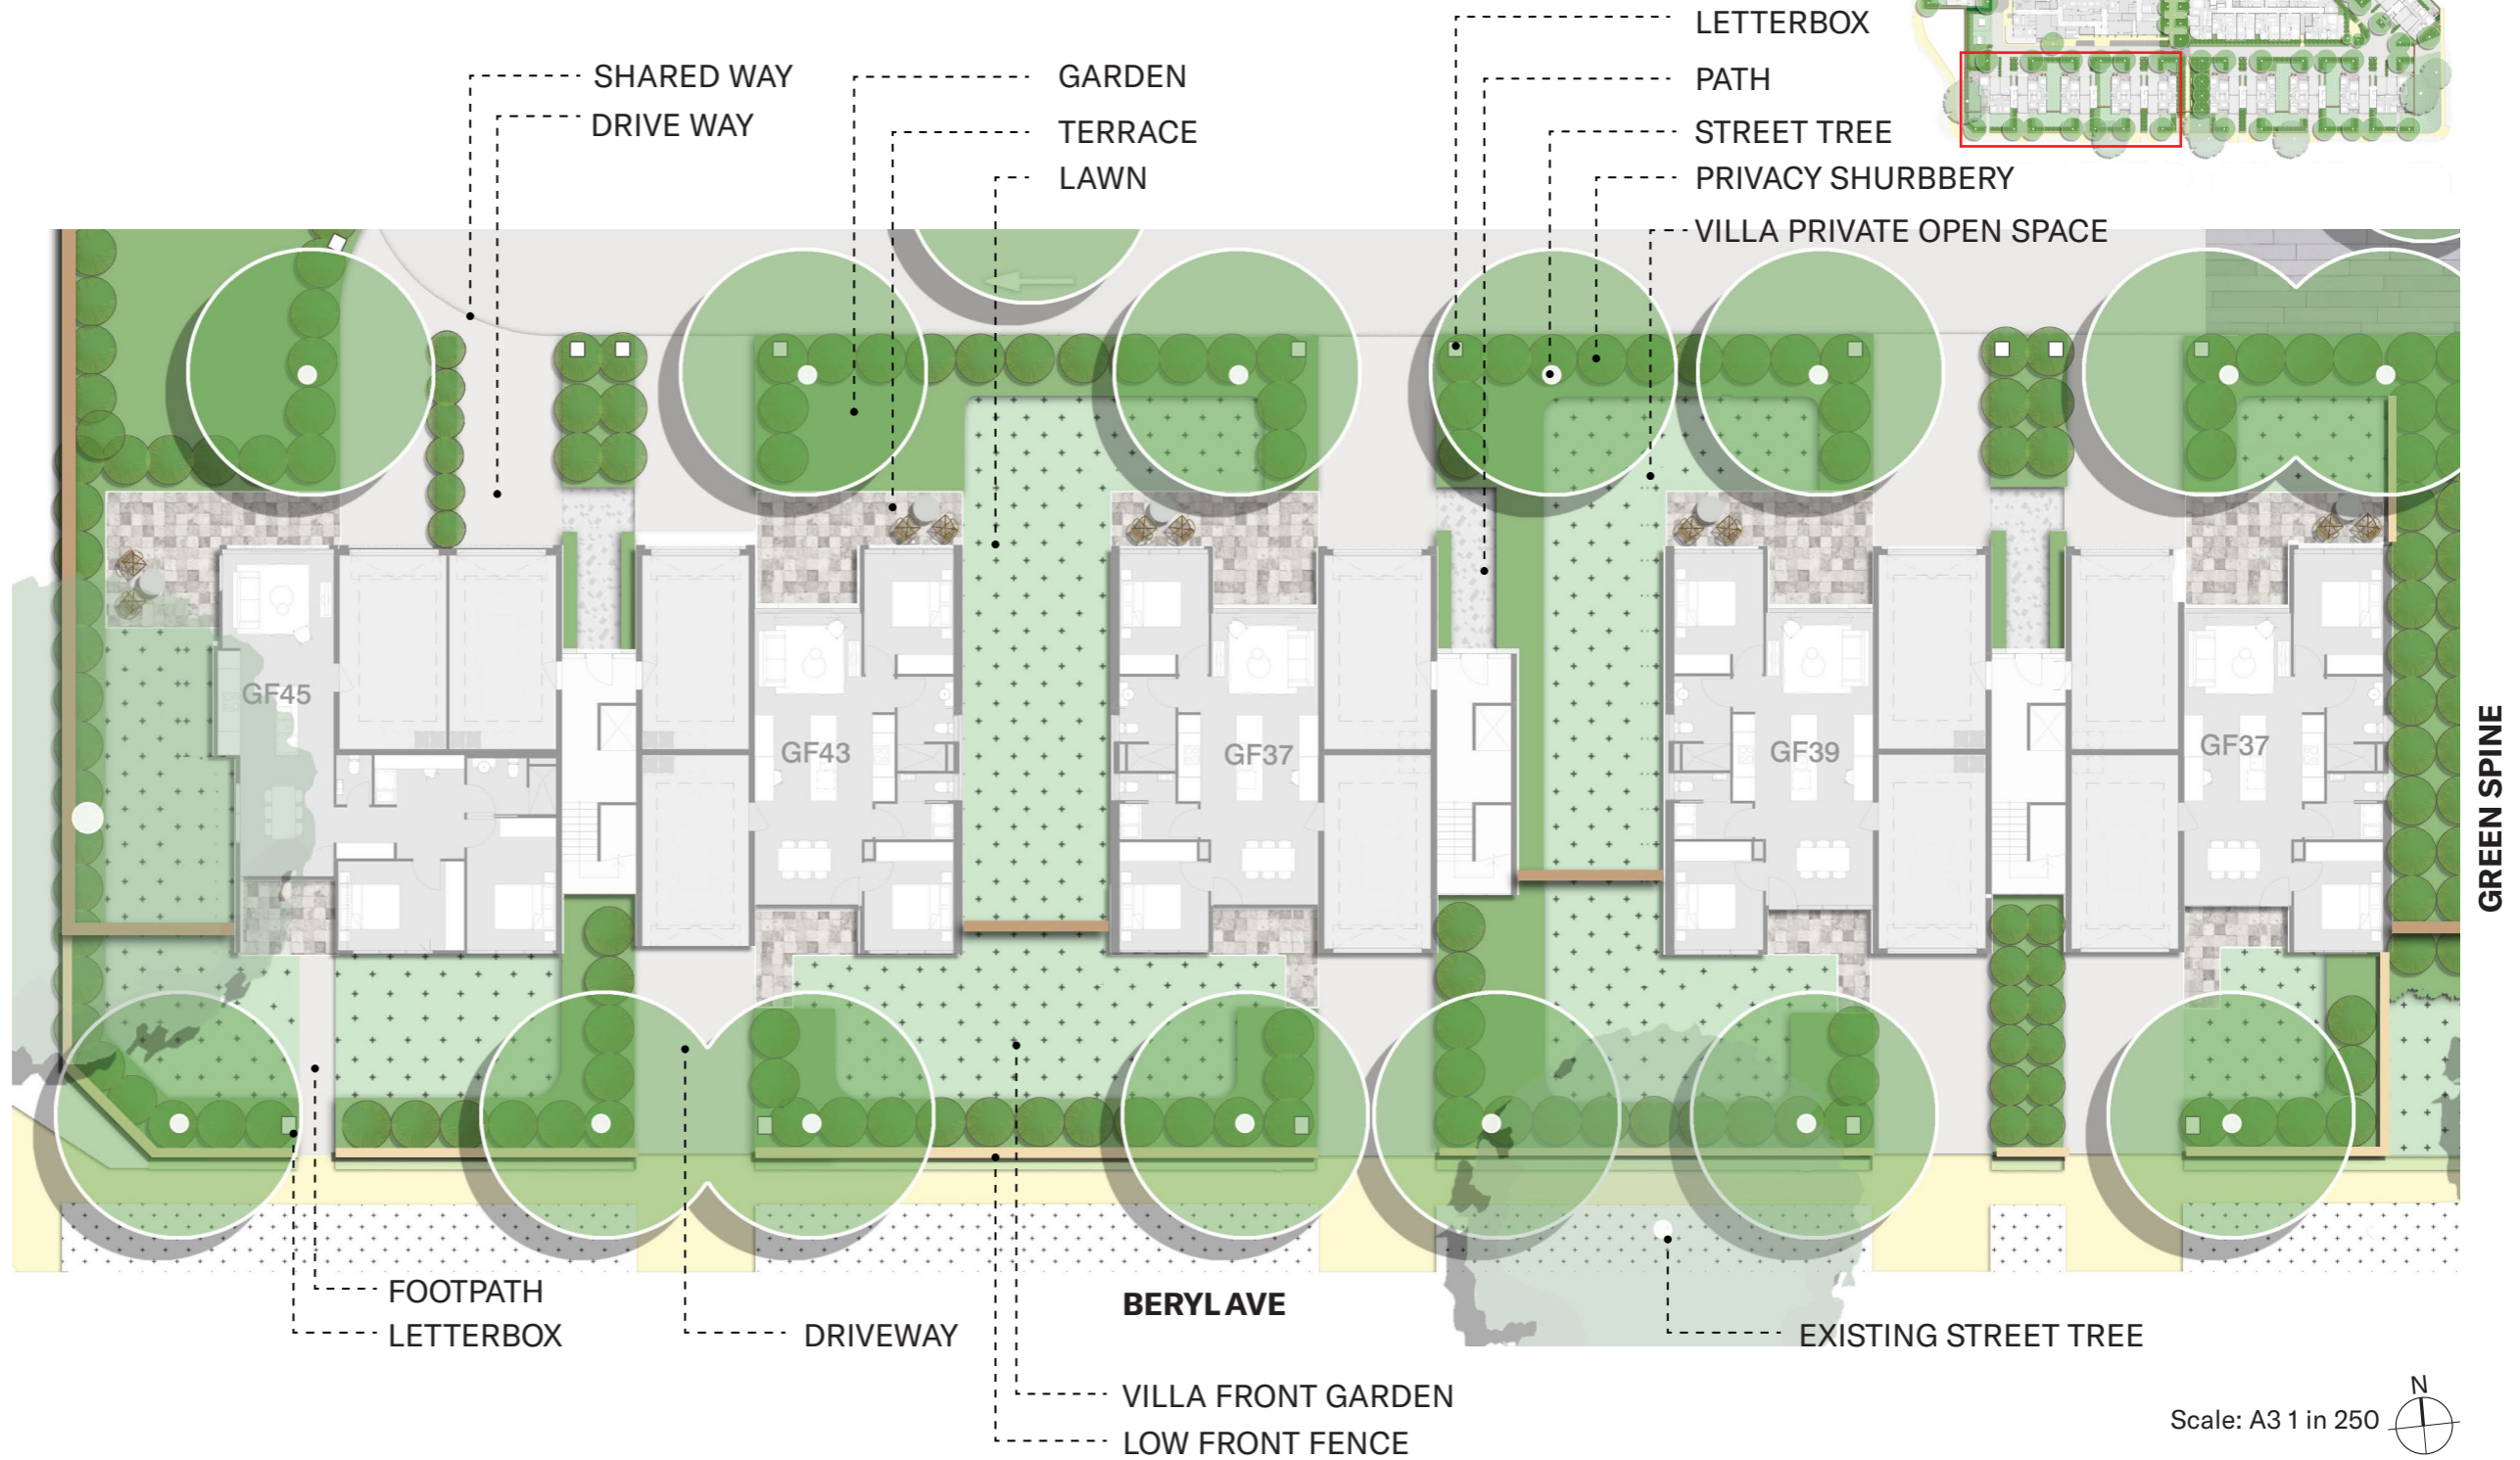 LETTERBOX
SHARED WAY
GARDEN
PATH
DRIVE WAY
TERRACE
STREET TREE
LAWN
PRIVACY SHURBBERY
VILLA PRIVATE OPEN SPACE
GF45
GF43
GF37
GF39
GF37
GREEN SPINE
FOOTPATH
BERYL AVE
LETTERBOX
DRIVEWAY
EXISTING STREET TREE
VILLA FRONT GARDEN
LOW FRONT FENCE
N
Scale: A3 1 in 250